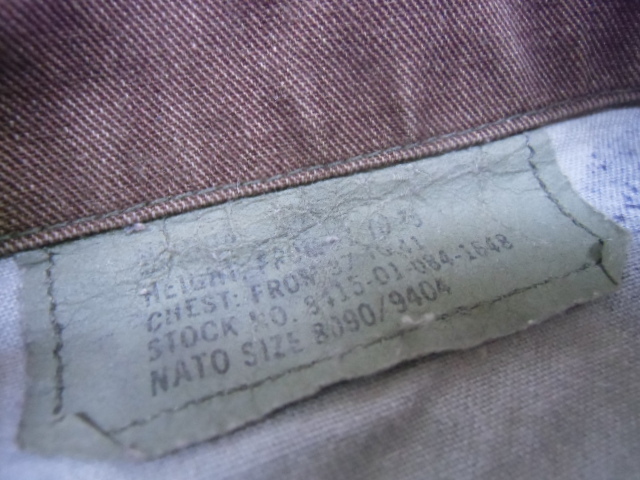 HEIGHT: FROM
CHEST: FROM 37 TO 41
STOCK NO. 8415-01-084-1648
NATO SIZE 8090/9404